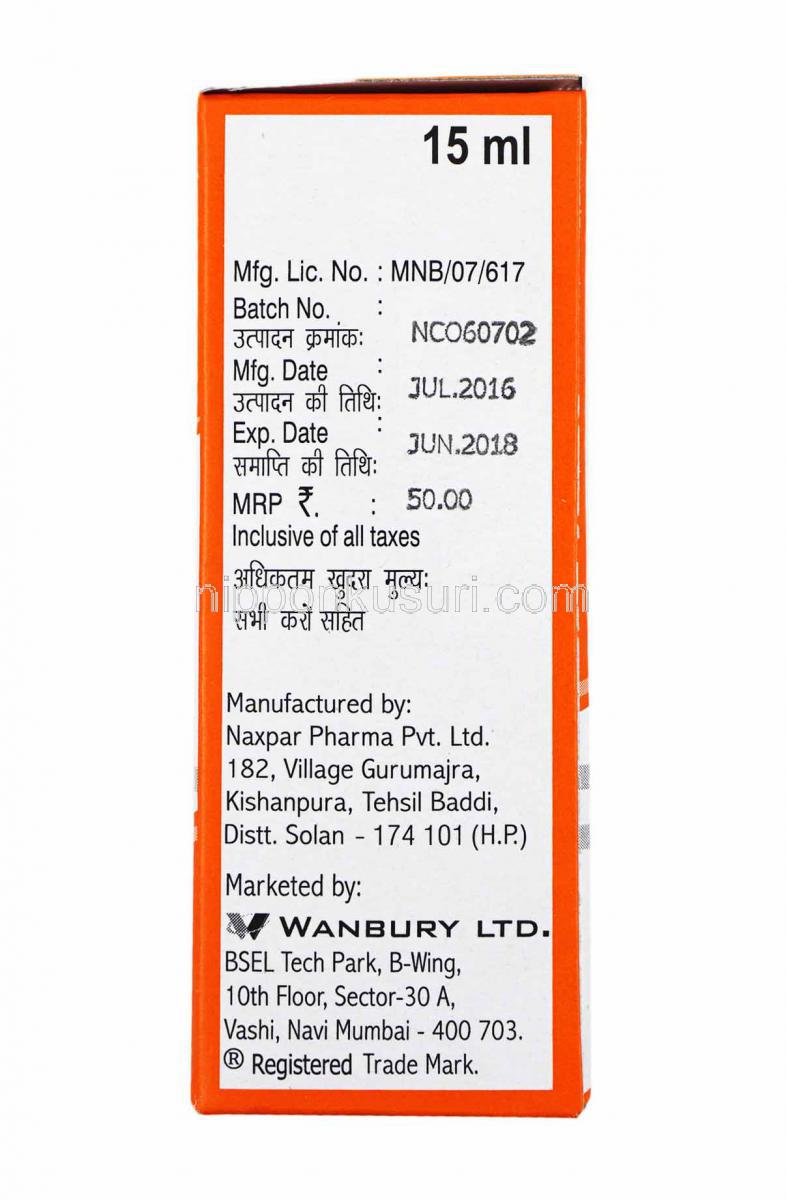 15 ml
Mfg. Lic. No. : MNB/07/617
Batch No. :
उत्पादन क्रमांक: NCO60702
Mfg. Date :
उत्पादन की तिथि: JUL.2016
Exp. Date :
समाप्ति की तिथि: JUN.2018
MRP ₹. : 50.00
Inclusive of all taxes
अधिकतम खुदरा मुल्य:
nipponkusuri.com
सभी करों सहित
Manufactured by:
Naxpar Pharma Pvt. Ltd.
182, Village Gurumajra,
Kishanpura, Tehsil Baddi,
Distt. Solan - 174 101 (H.P.)
Marketed by:
WANBURY LTD.
BSEL Tech Park, B-Wing,
10th Floor, Sector-30 A,
Vashi, Navi Mumbai - 400 703.
® Registered Trade Mark.